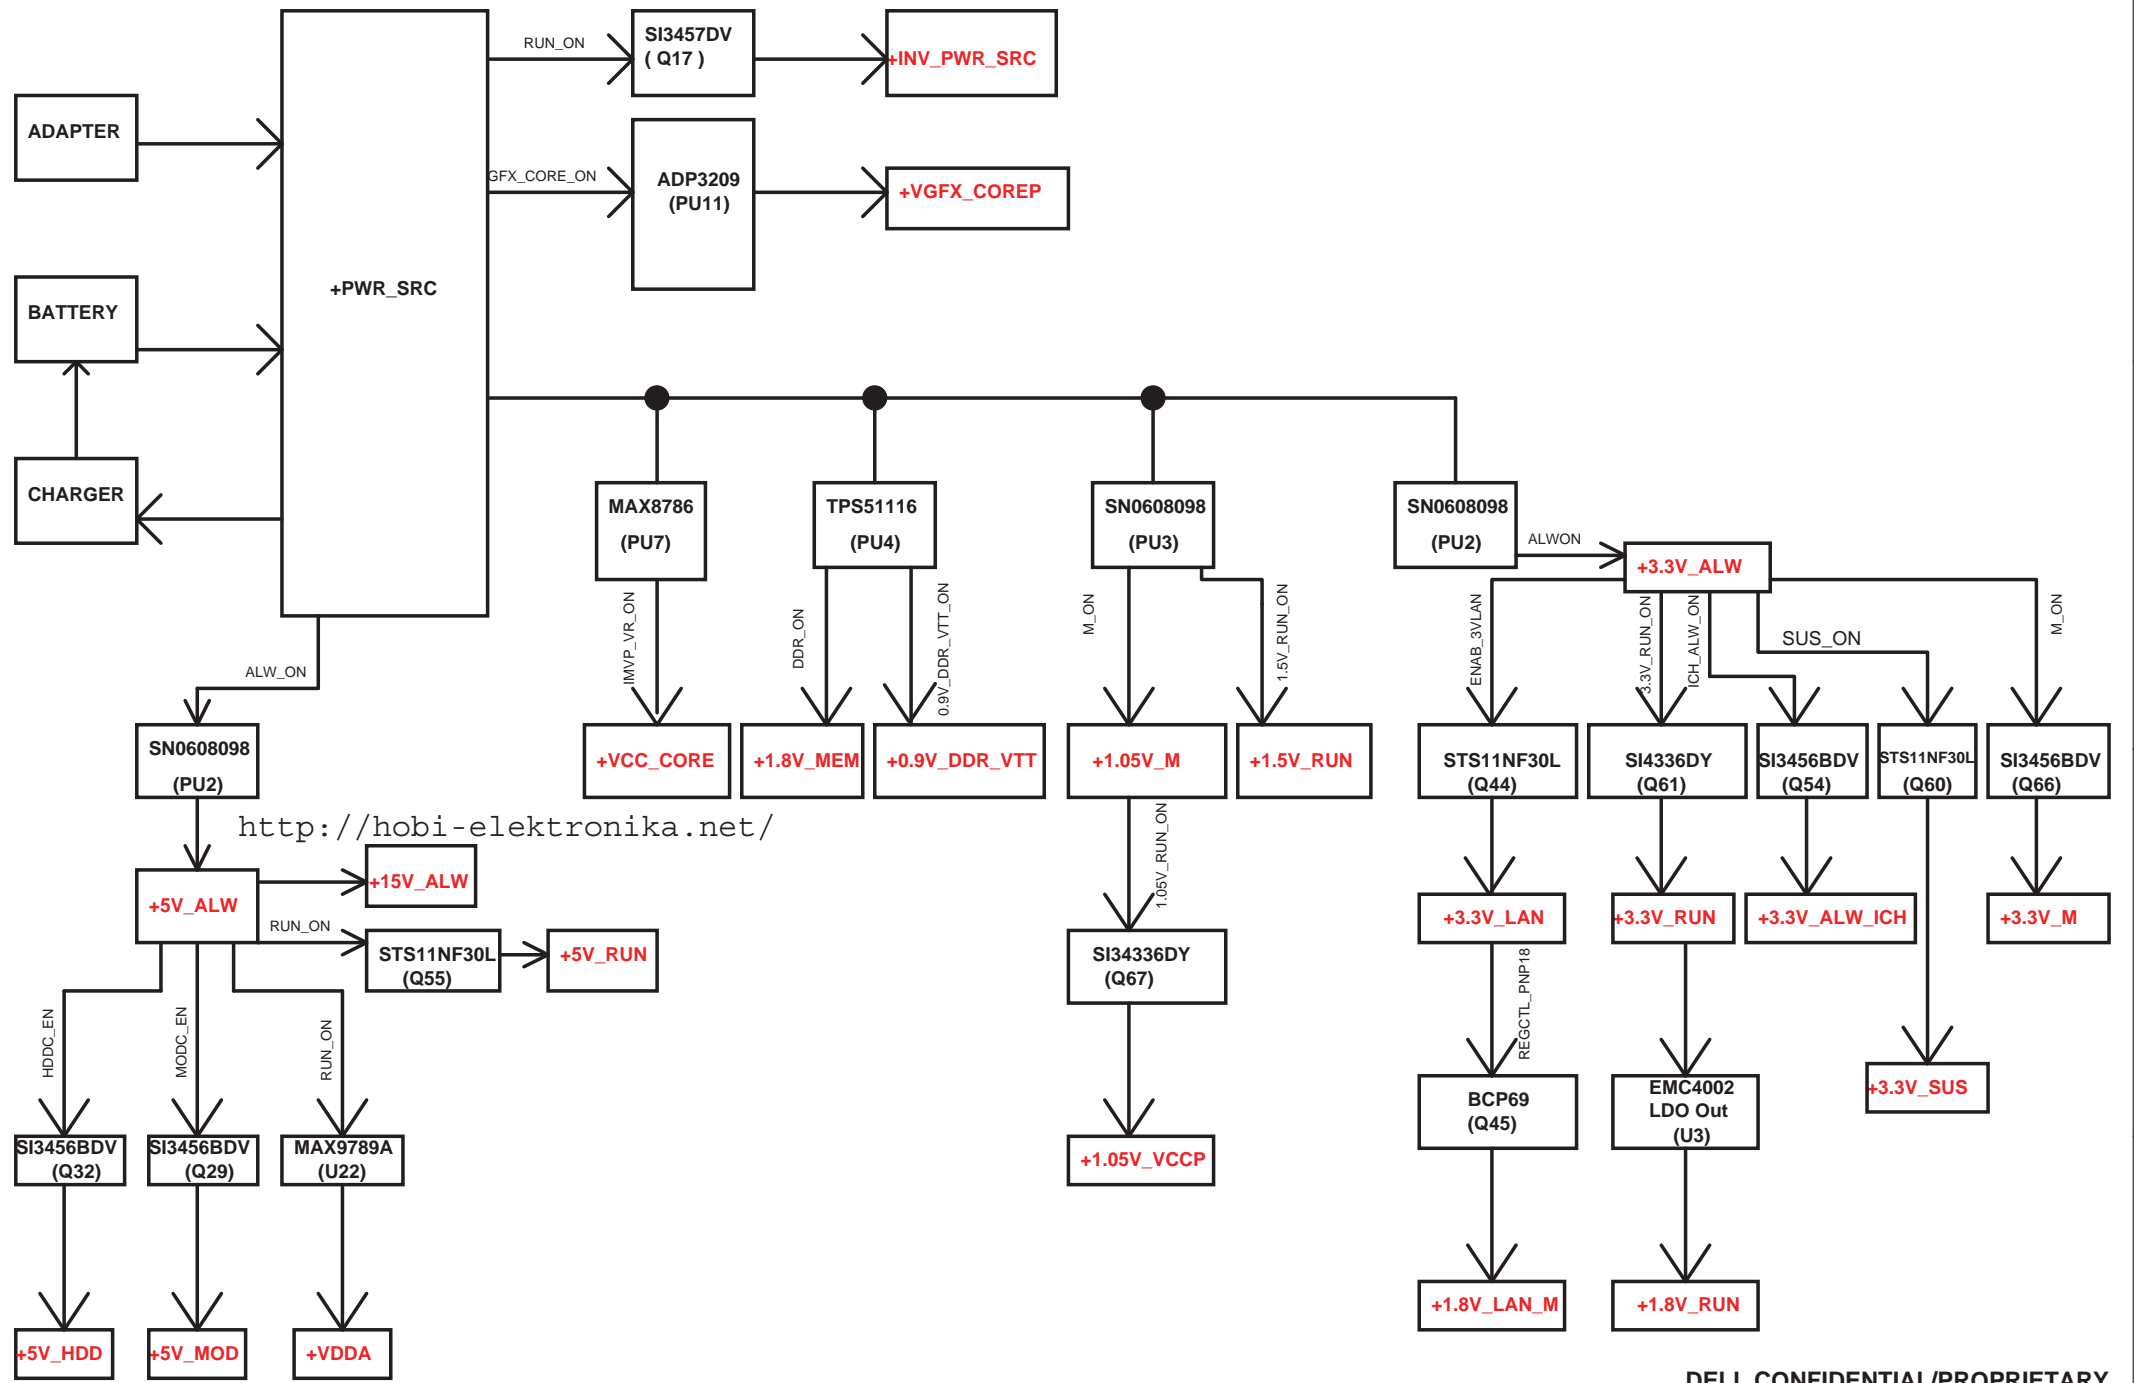 RUN_ON
SI3457DV
( Q17 )
+INV_PWR_SRC
ADAPTER
GFX_CORE_ON
ADP3209
(PU11)
+VGFX_COREP
+PWR_SRC
BATTERY
CHARGER
MAX8786
(PU7)
TPS51116
(PU4)
SN0608098
(PU3)
SN0608098
(PU2)
ALWON
+3.3V_ALW
ALW_ON
IMVP_VR_ON
DDR_ON
0.9V_DDR_VTT_ON
M_ON
1.5V_RUN_ON
ENAB_3VLAN
3.3V_RUN_ON
ICH_ALW_ON
SUS_ON
M_ON
SN0608098
(PU2)
+VCC_CORE
+1.8V_MEM
+0.9V_DDR_VTT
+1.05V_M
+1.5V_RUN
STS11NF30L
(Q44)
SI4336DY
(Q61)
SI3456BDV
(Q54)
STS11NF30L
(Q60)
SI3456BDV
(Q66)
http://hobi-elektronika.net/
+15V_ALW
+5V_ALW
RUN_ON
STS11NF30L
(Q55)
+5V_RUN
1.05V_RUN_ON
SI34336DY
(Q67)
+3.3V_LAN
+3.3V_RUN
+3.3V_ALW_ICH
+3.3V_M
HDDC_EN
MODC_EN
RUN_ON
REGCTL_PNP18
+3.3V_SUS
SI3456BDV
(Q32)
SI3456BDV
(Q29)
MAX9789A
(U22)
+1.05V_VCCP
BCP69
(Q45)
EMC4002
LDO Out
(U3)
+5V_HDD
+5V_MOD
+VDDA
+1.8V_LAN_M
+1.8V_RUN
DELL CONFIDENTIAL/PROPRIETARY